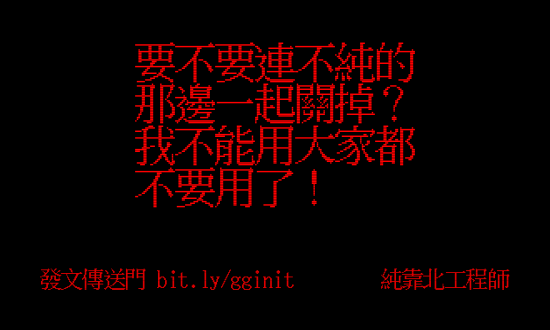 要不要連不純的
那邊一起關掉？
我不能用大家都
不要用了！
發文傳送門 bit.ly/gginit 純靠北工程師